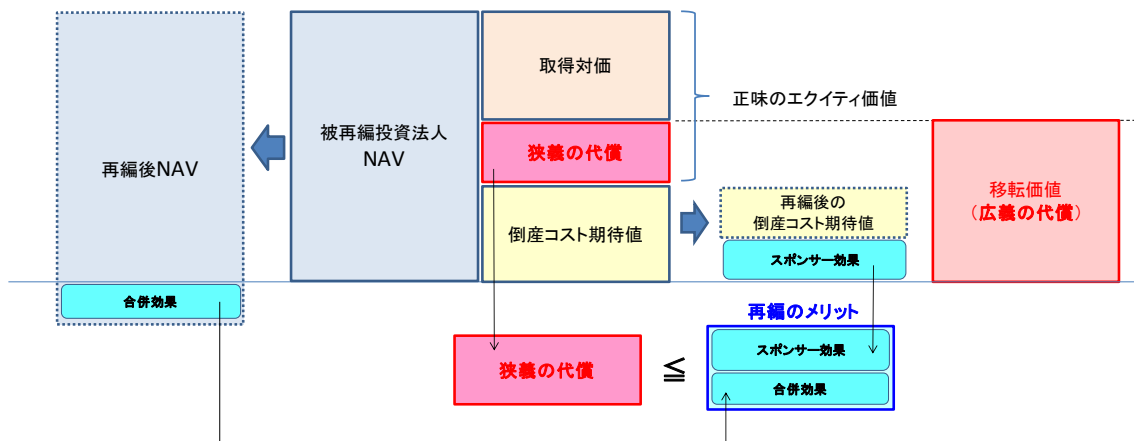 再編後NAV
合併効果
被再編投資法人
NAV
取得対価
狭義の代償
倒産コスト期待値
正味のエクイティ価値
再編後の
倒産コスト期待値
スポンサー効果
移転価値
（広義の代償）
狭義の代償
≦
再編のメリット
スポンサー効果
合併効果